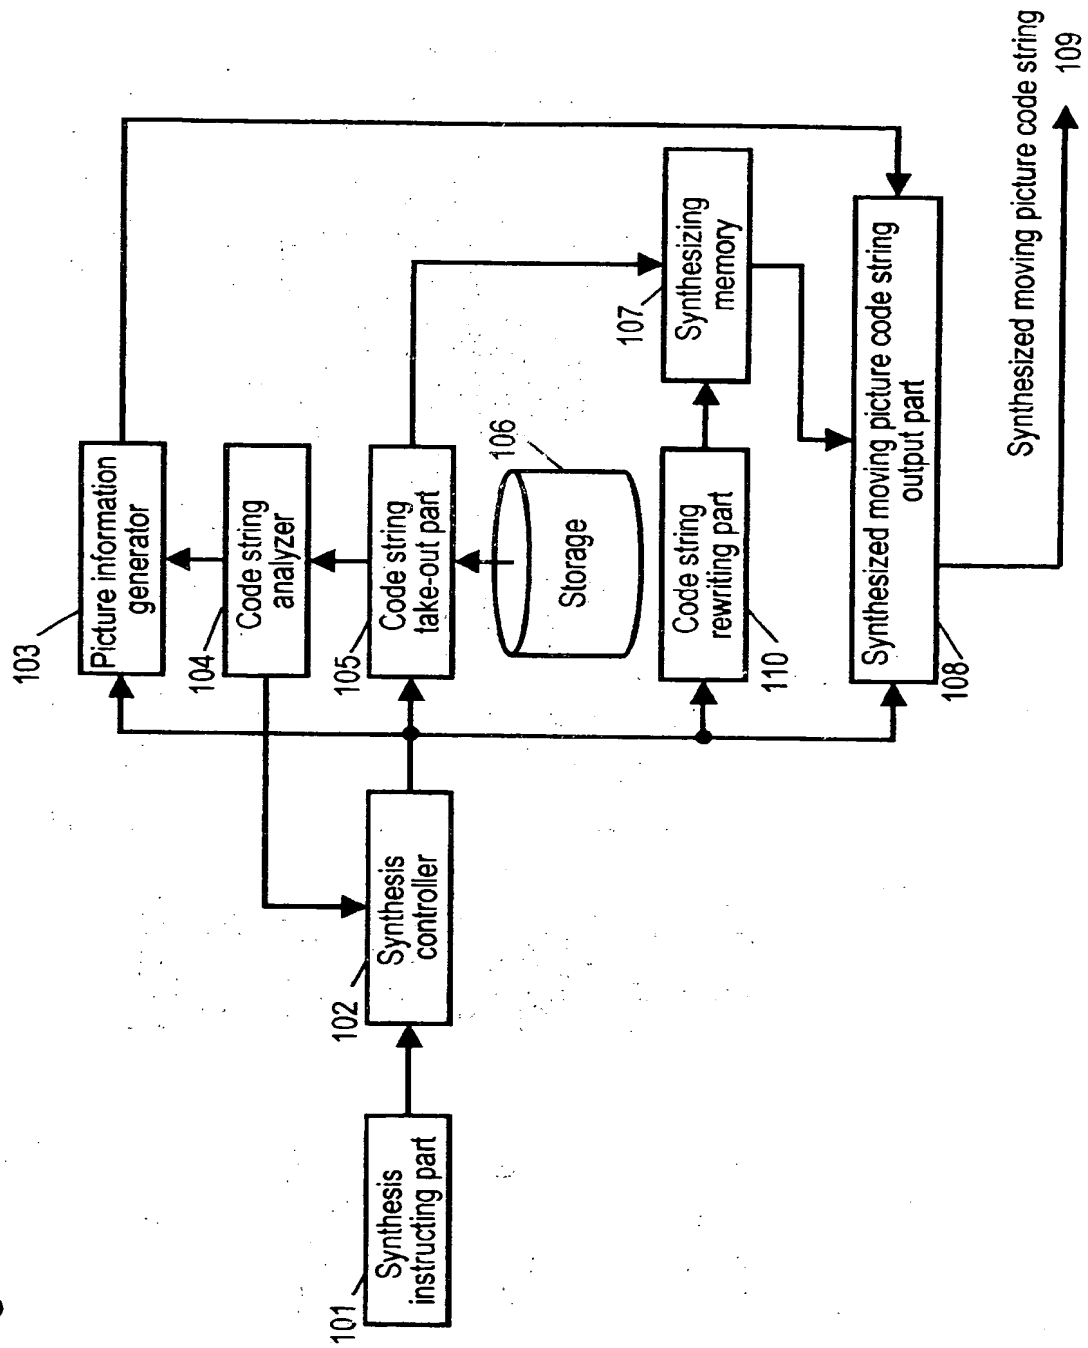 101
Synthesis
instructing part
102
Synthesis
controller
103
Picture information
generator
104
Code string
analyzer
105
Code string
take-out part
106
Storage
110
Code string
rewriting part
107
Synthesizing
memory
108
Synthesized moving picture code string
output part
Synthesized moving picture code string
109